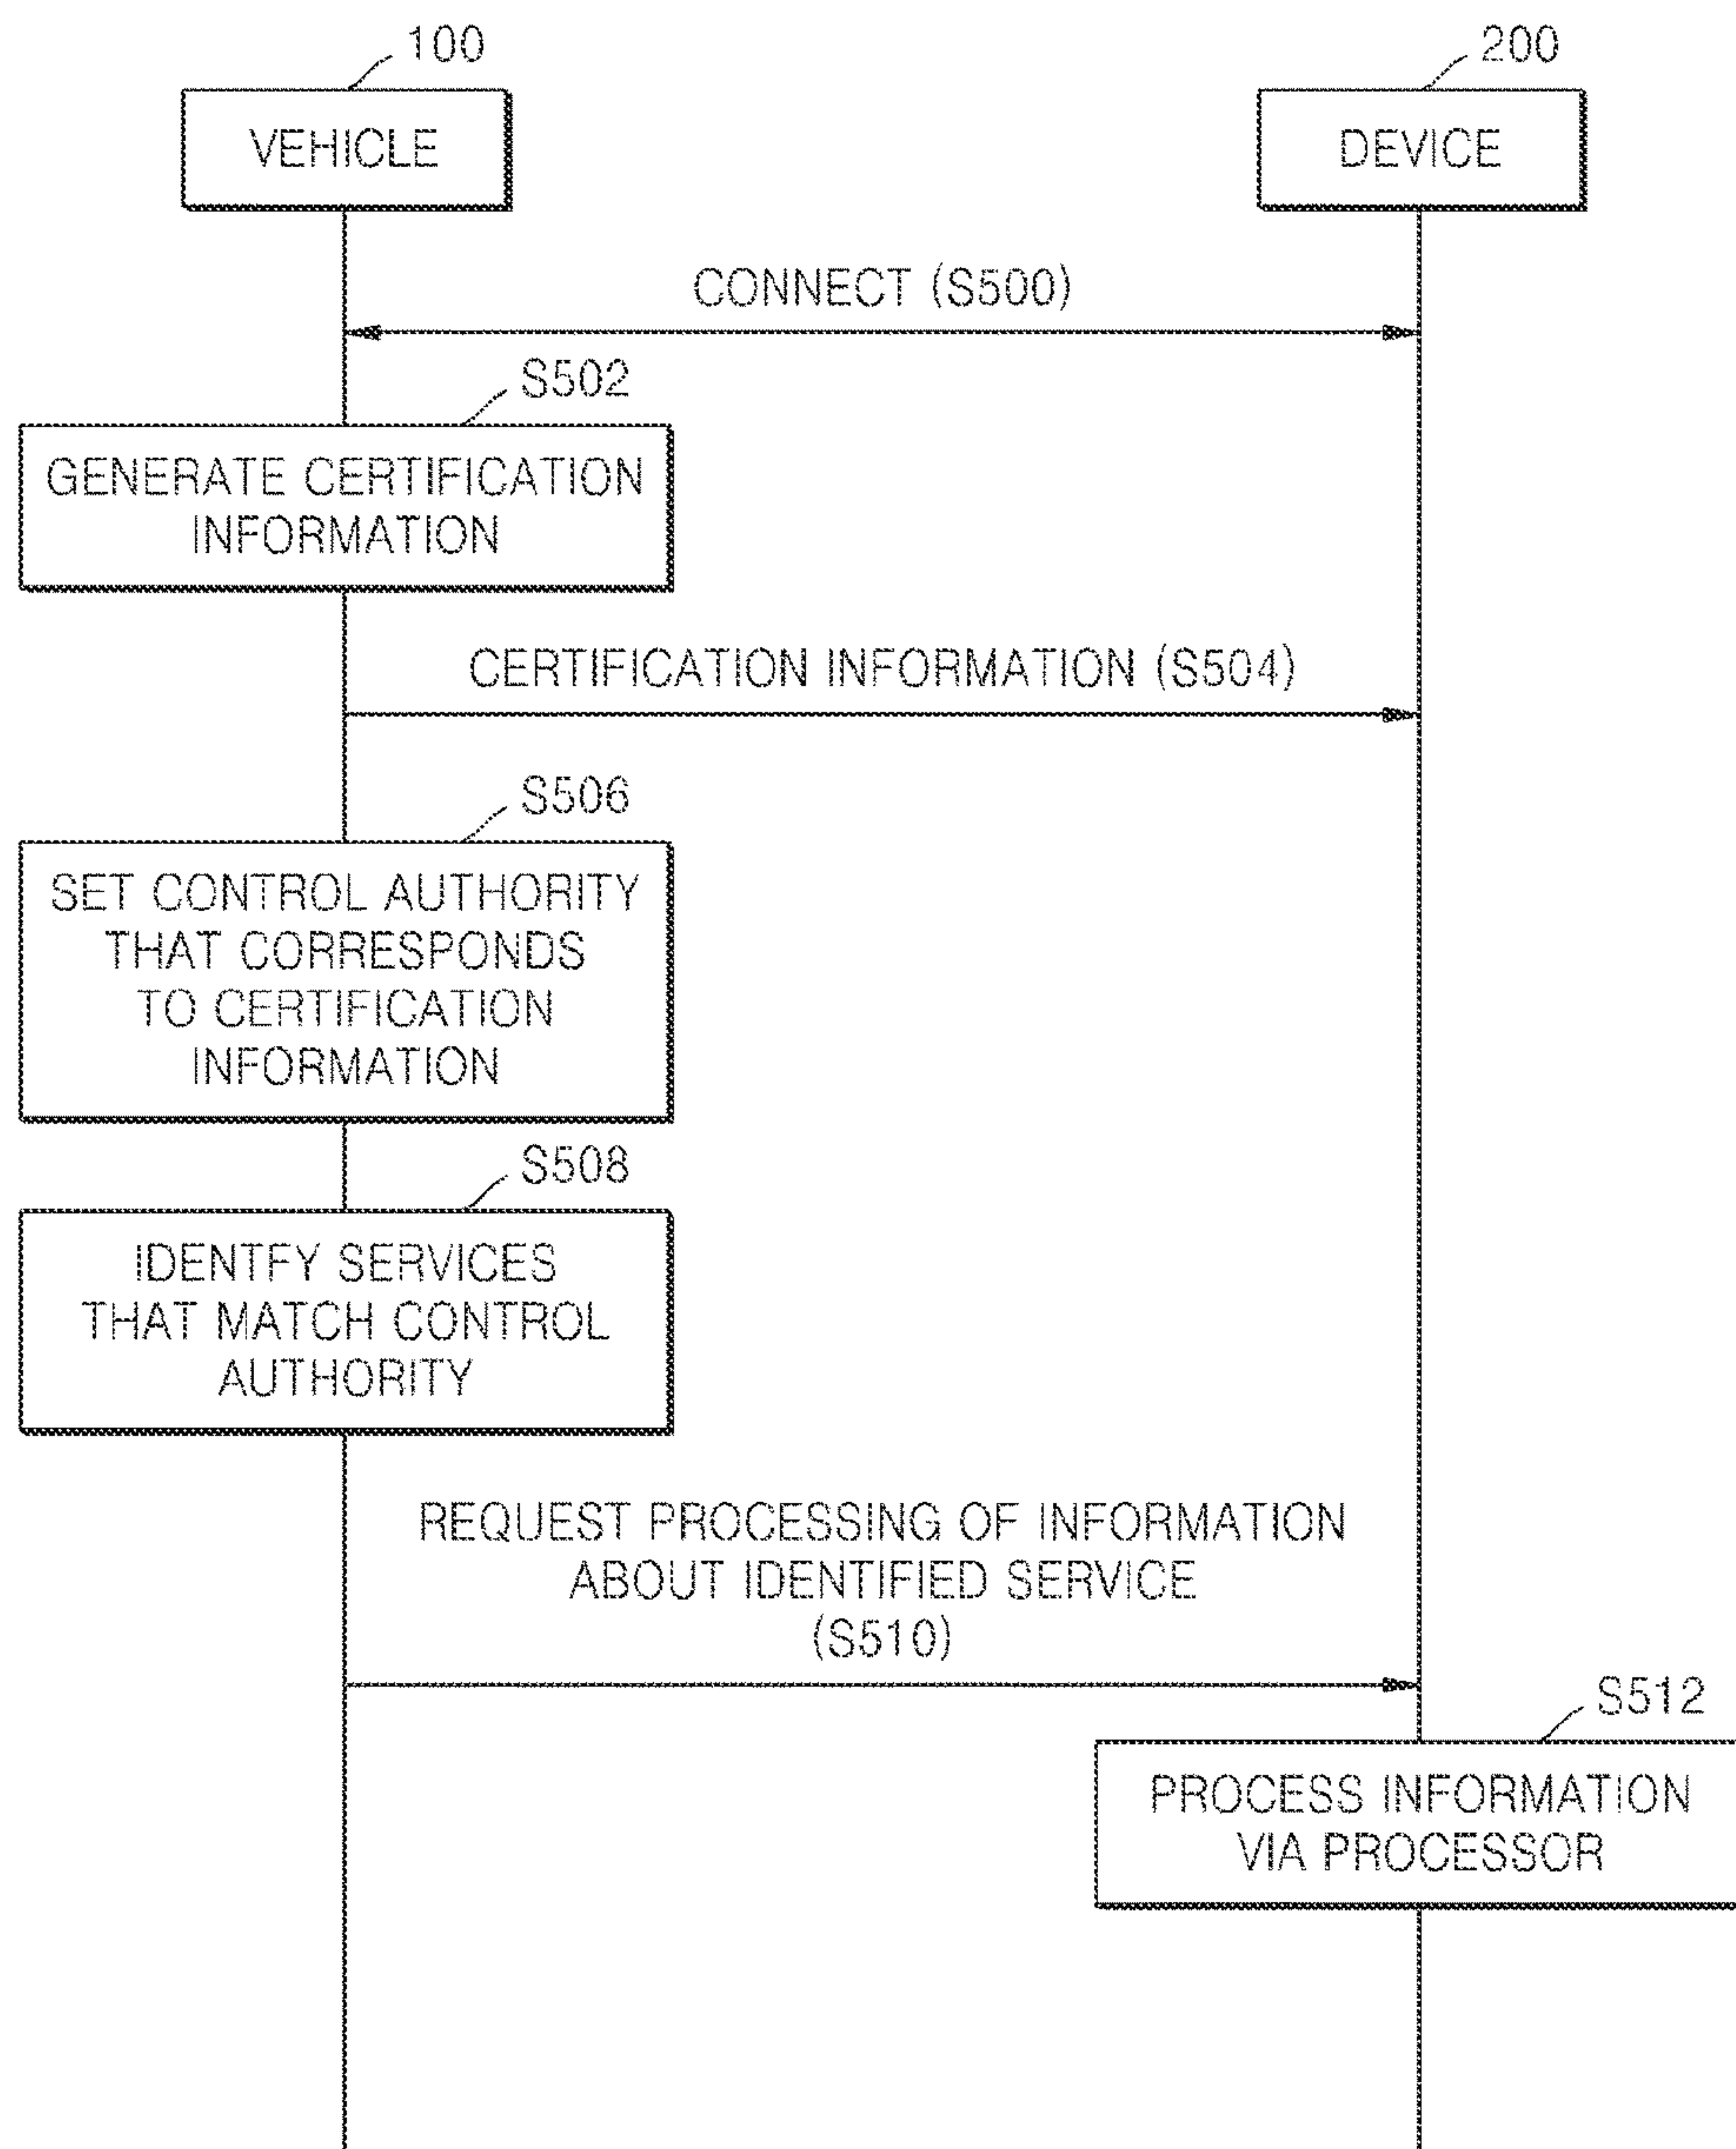 100
200
VEHICLE
DEVICE
CONNECT (S500)
S502
GENERATE CERTIFICATION
INFORMATION
CERTIFICATION INFORMATION (S504)
S506
SET CONTROL AUTHORITY
THAT CORRESPONDS
TO CERTIFICATION
INFORMATION
S508
IDENTFY SERVICES
THAT MATCH CONTROL
AUTHORITY
REQUEST PROCESSING OF INFORMATION
ABOUT IDENTIFIED SERVICE
(S510)
S512
PROCESS INFORMATION
VIA PROCESSOR